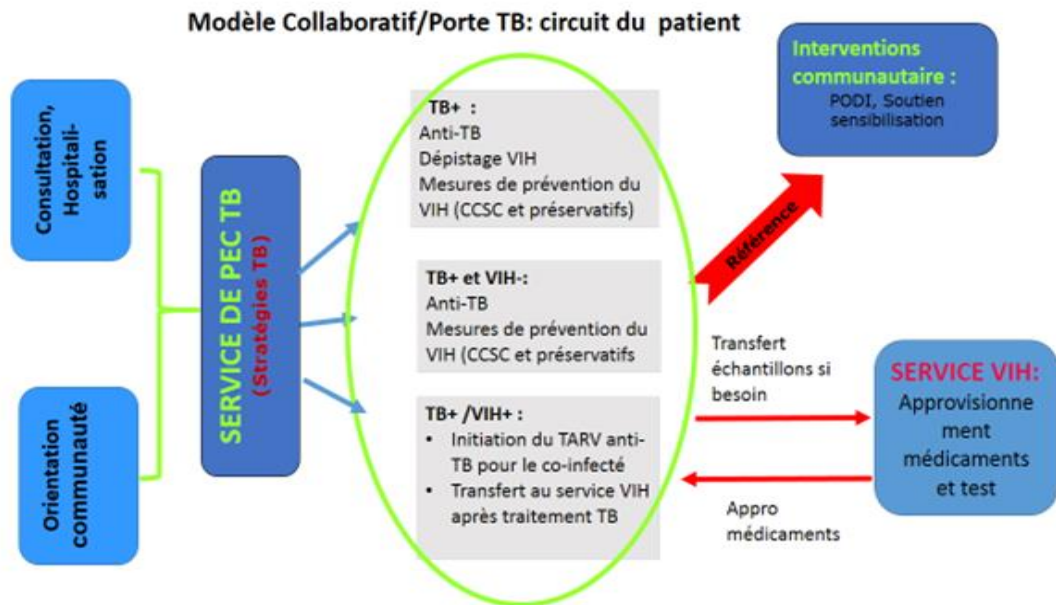 Modèle Collaboratif/Porte TB: circuit du patient
Consultation,
Hospitali-
sation
Orientation
communauté
SERVICE DE PEC TB
(Stratégies TB)
TB+ :
Anti-TB
Dépistage VIH
Mesures de prévention du
VIH (CCSC et préservatifs)
TB+ et VIH-:
Anti-TB
Mesures de prévention du
VIH (CCSC et préservatifs
TB+ /VIH+ :
• Initiation du TARV anti-
TB pour le co-infecté
• Transfert au service VIH
après traitement TB
Interventions
communautaire :
PODI, Soutien
sensibilisation
Référence
Transfert
échantillons si
besoin
Appro
médicaments
SERVICE VIH:
Approvisionne
ment
médicaments
et test